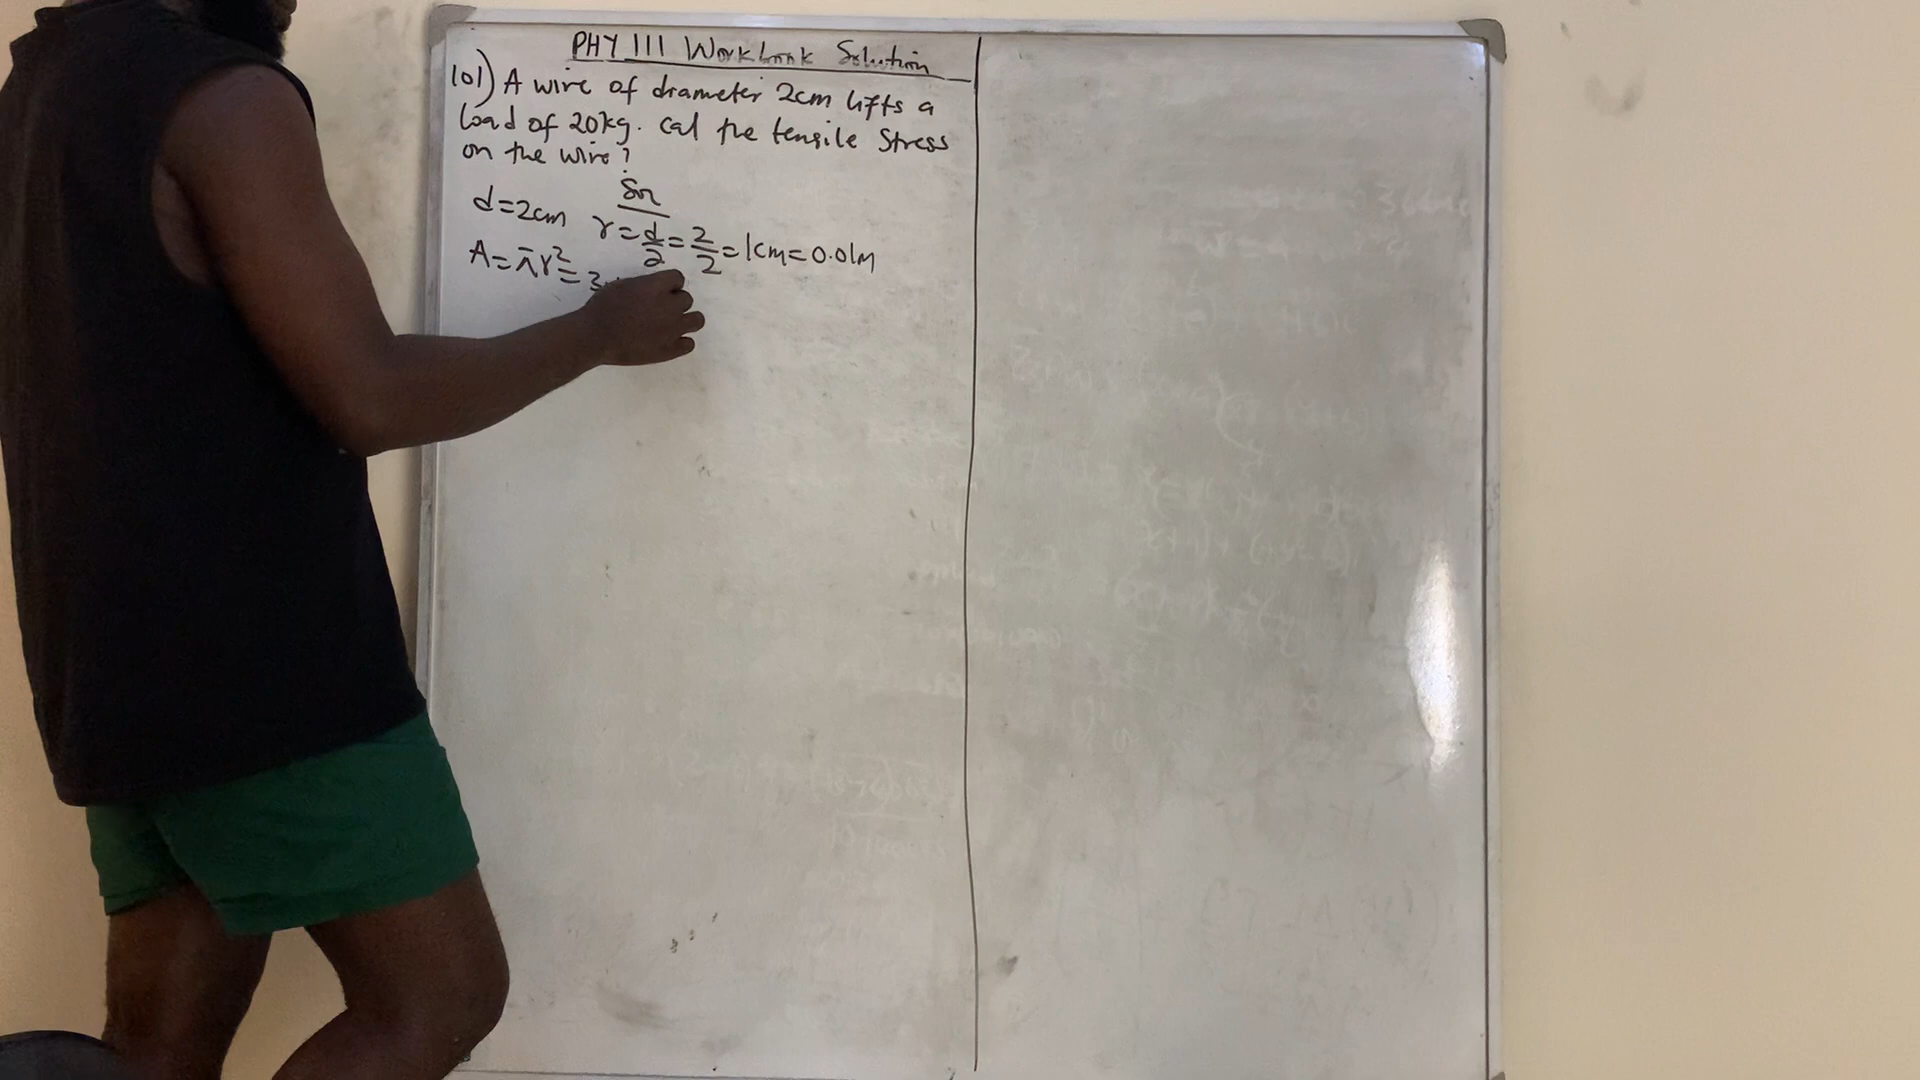 PHY 111 Workbook Solution
101) A wire of diameter 2cm lifts a
load of 20kg. Cal the tensile Stress
on the wire?
Sol
d=2cm r=d/2=2/2=1cm=0.01m
A=πr²=3.